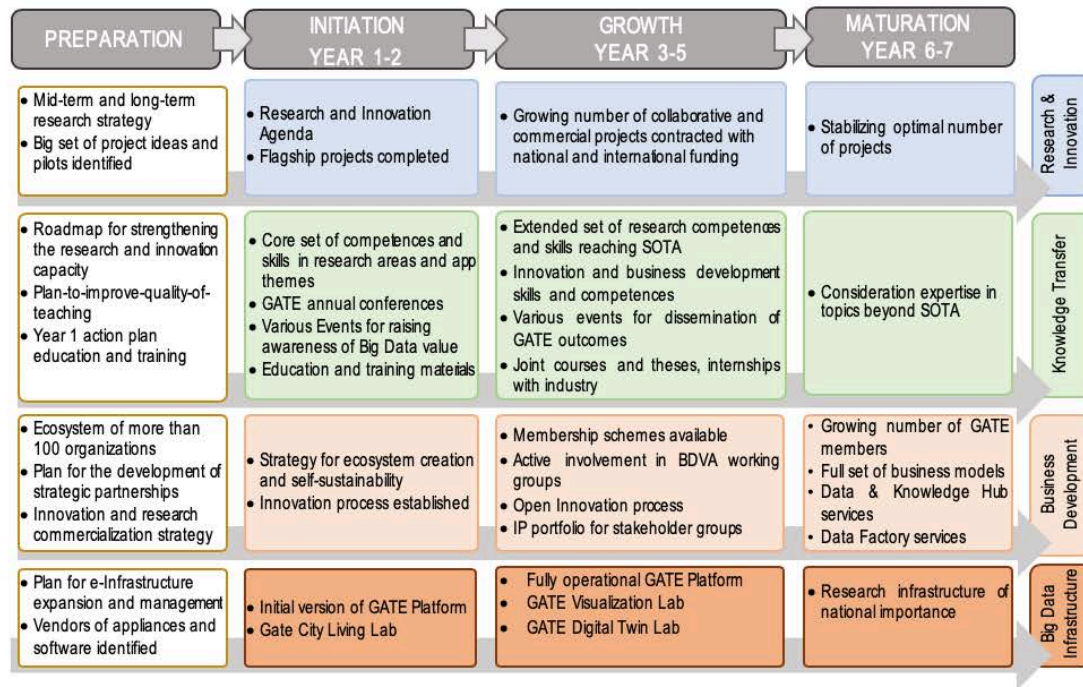 PREPARATION
INITIATION
YEAR 1-2
GROWTH
YEAR 3-5
MATURATION
YEAR 6-7
• Mid-term and long-term
research strategy
• Big set of project ideas and
pilots identified
• Research and Innovation
Agenda
• Flagship projects completed
• Growing number of collaborative and
commercial projects contracted with
national and international funding
• Stabilizing optimal number
of projects
Research &
Innovation
• Roadmap for strengthening
the research and innovation
capacity
• Plan-to-improve-quality-of-
teaching
• Year 1 action plan
education and training
• Core set of competences and
skills in research areas and app
themes
• GATE annual conferences
• Various Events for raising
awareness of Big Data value
• Education and training materials
• Extended set of research competences
and skills reaching SOTA
• Innovation and business development
skills and competences
• Various events for dissemination of
GATE outcomes
• Joint courses and theses, internships
with industry
• Consideration expertise in
topics beyond SOTA
Knowledge Transfer
• Ecosystem of more than
100 organizations
• Plan for the development of
strategic partnerships
• Innovation and research
commercialization strategy
• Strategy for ecosystem creation
and self-sustainability
• Innovation process established
• Membership schemes available
• Active involvement in BDVA working
groups
• Open Innovation process
• IP portfolio for stakeholder groups
• Growing number of GATE
members
• Full set of business models
• Data & Knowledge Hub
services
• Data Factory services
Business
Development
• Plan for e-Infrastructure
expansion and management
• Vendors of appliances and
software identified
• Initial version of GATE Platform
• Gate City Living Lab
• Fully operational GATE Platform
• GATE Visualization Lab
• GATE Digital Twin Lab
• Research infrastructure of
national importance
Big Data
Infrastructure